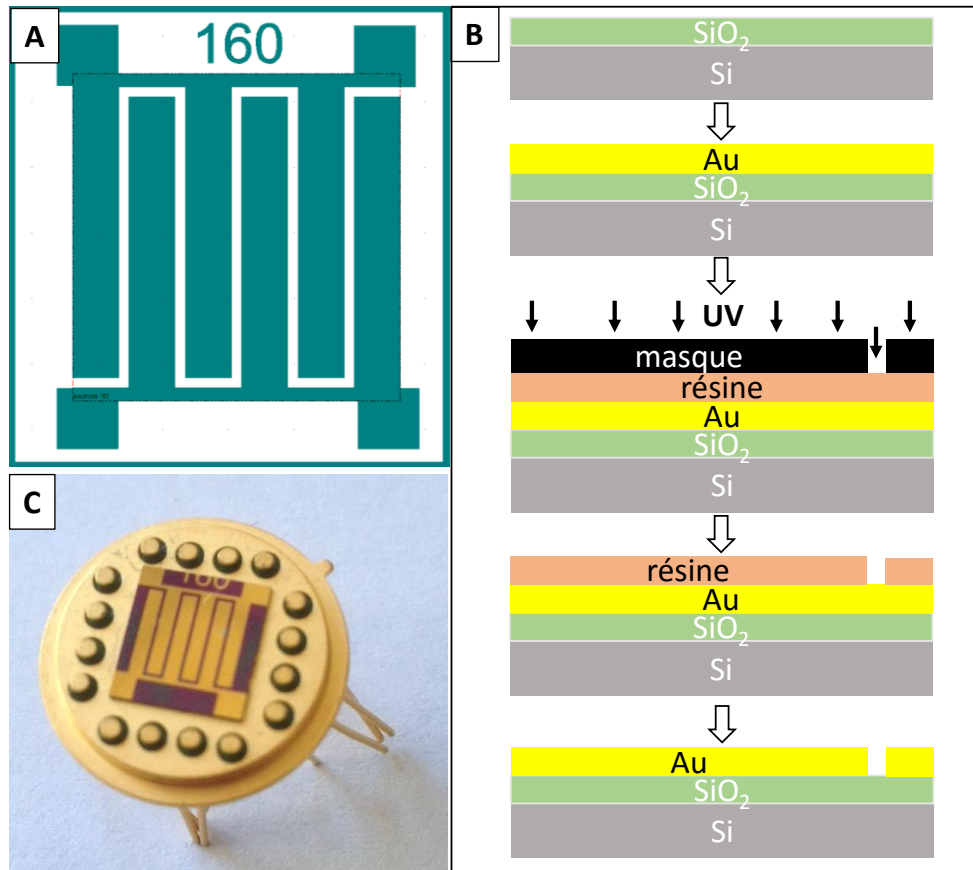 A
160
B
SiO₂
Si
Au
SiO₂
Si
UV
masque
résine
Au
SiO₂
Si
résine
Au
SiO₂
Si
Au
SiO₂
Si
C
160